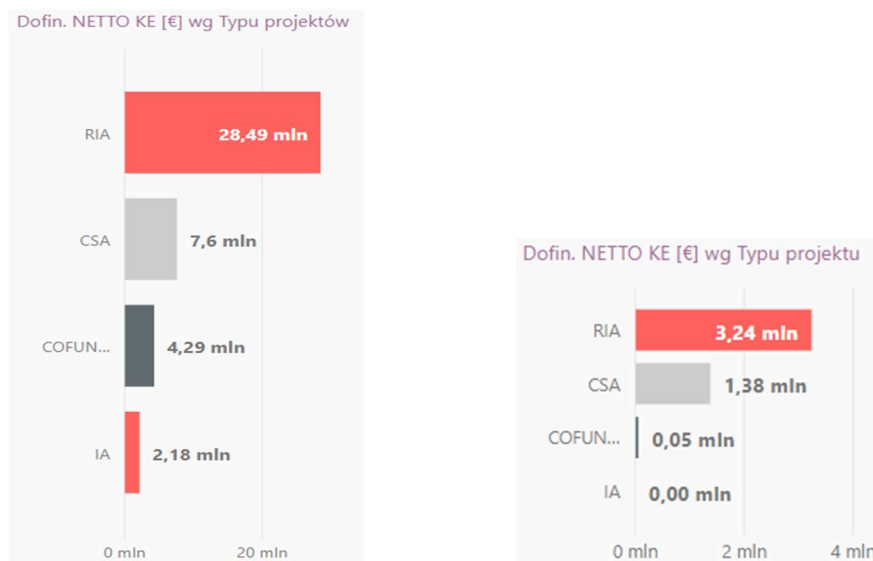 Dofin. NETTO KE [€] wg Typu projektów
RIA 28,49 mln
CSA 7,6 mln
COFUN... 4,29 mln
IA 2,18 mln
0 mln 20 mln
Dofin. NETTO KE [€] wg Typu projektu
RIA 3,24 mln
CSA 1,38 mln
COFUN... 0,05 mln
IA 0,00 mln
0 mln 2 mln 4 mln